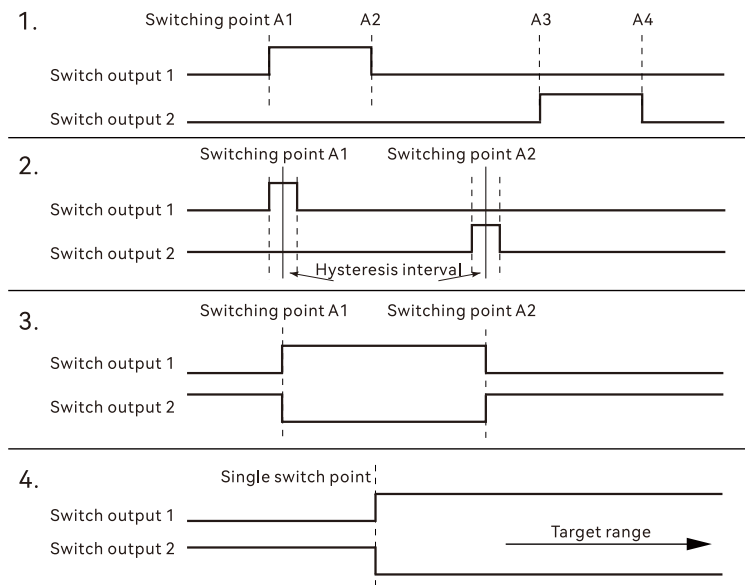 1.
Switching point A1 A2 A3 A4
Switch output 1
Switch output 2
2.
Switching point A1 Switching point A2
Switch output 1
Switch output 2
Hysteresis interval
3.
Switching point A1 Switching point A2
Switch output 1
Switch output 2
4.
Single switch point
Switch output 1
Target range
Switch output 2